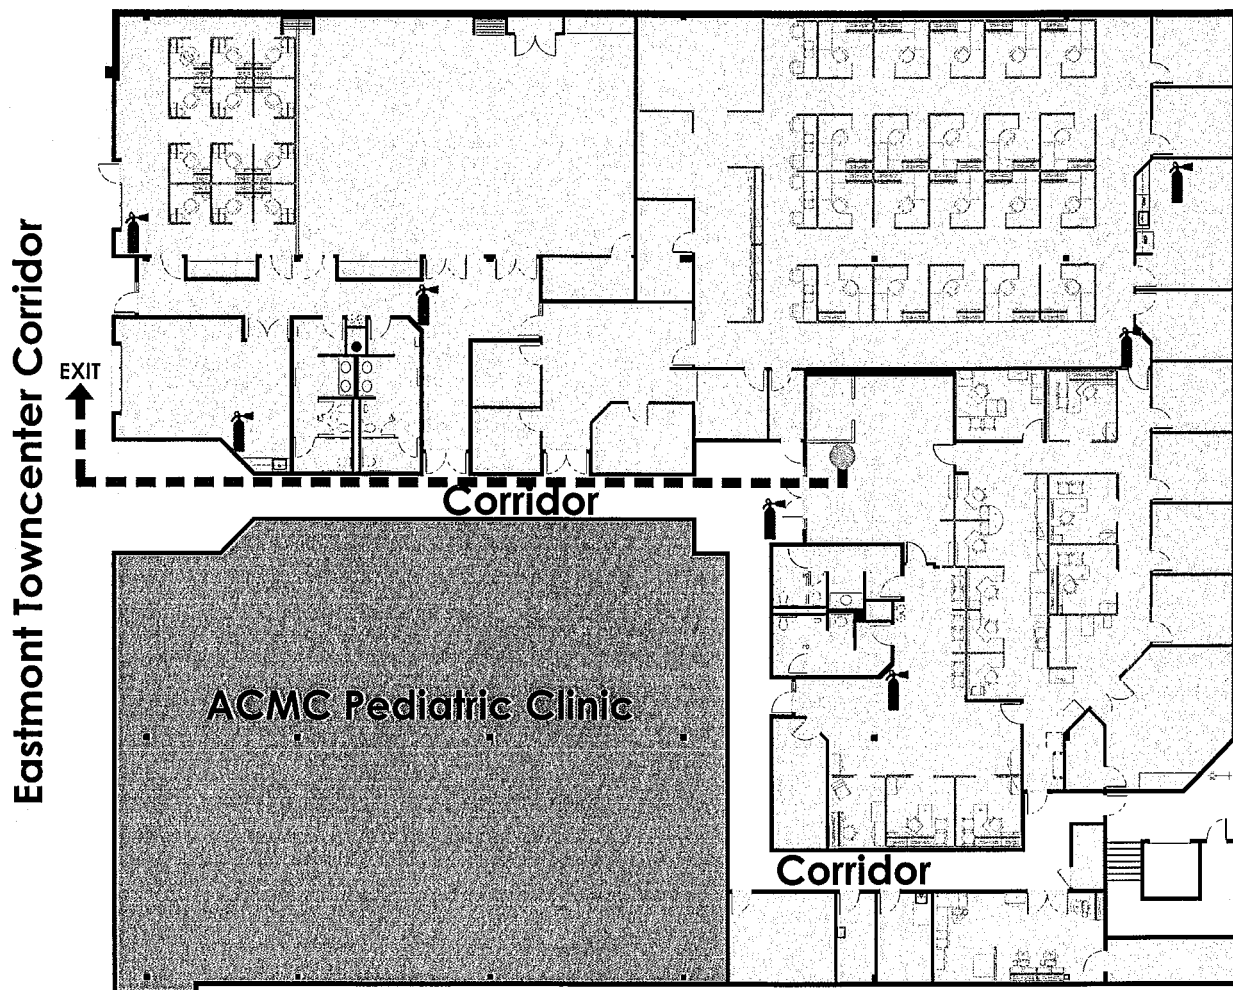 Eastmont Towncenter Corridor
EXIT
Corridor
ACMC Pediatric Clinic
Corridor